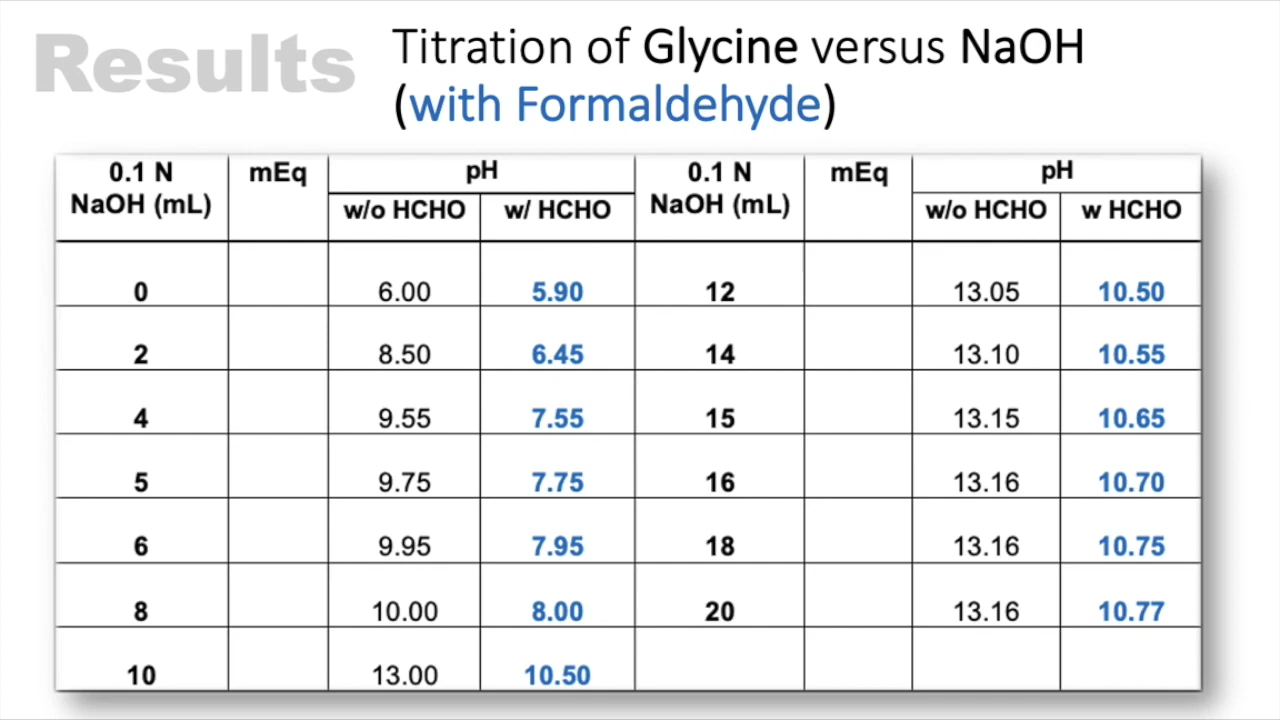 Results
Titration of Glycine versus NaOH
(with Formaldehyde)
0.1 N NaOH (mL) mEq pH 0.1 N NaOH (mL) mEq pH
w/o HCHO w/ HCHO w/o HCHO w HCHO
0 6.00 5.90 12 13.05 10.50
2 8.50 6.45 14 13.10 10.55
4 9.55 7.55 15 13.15 10.65
5 9.75 7.75 16 13.16 10.70
6 9.95 7.95 18 13.16 10.75
8 10.00 8.00 20 13.16 10.77
10 13.00 10.50